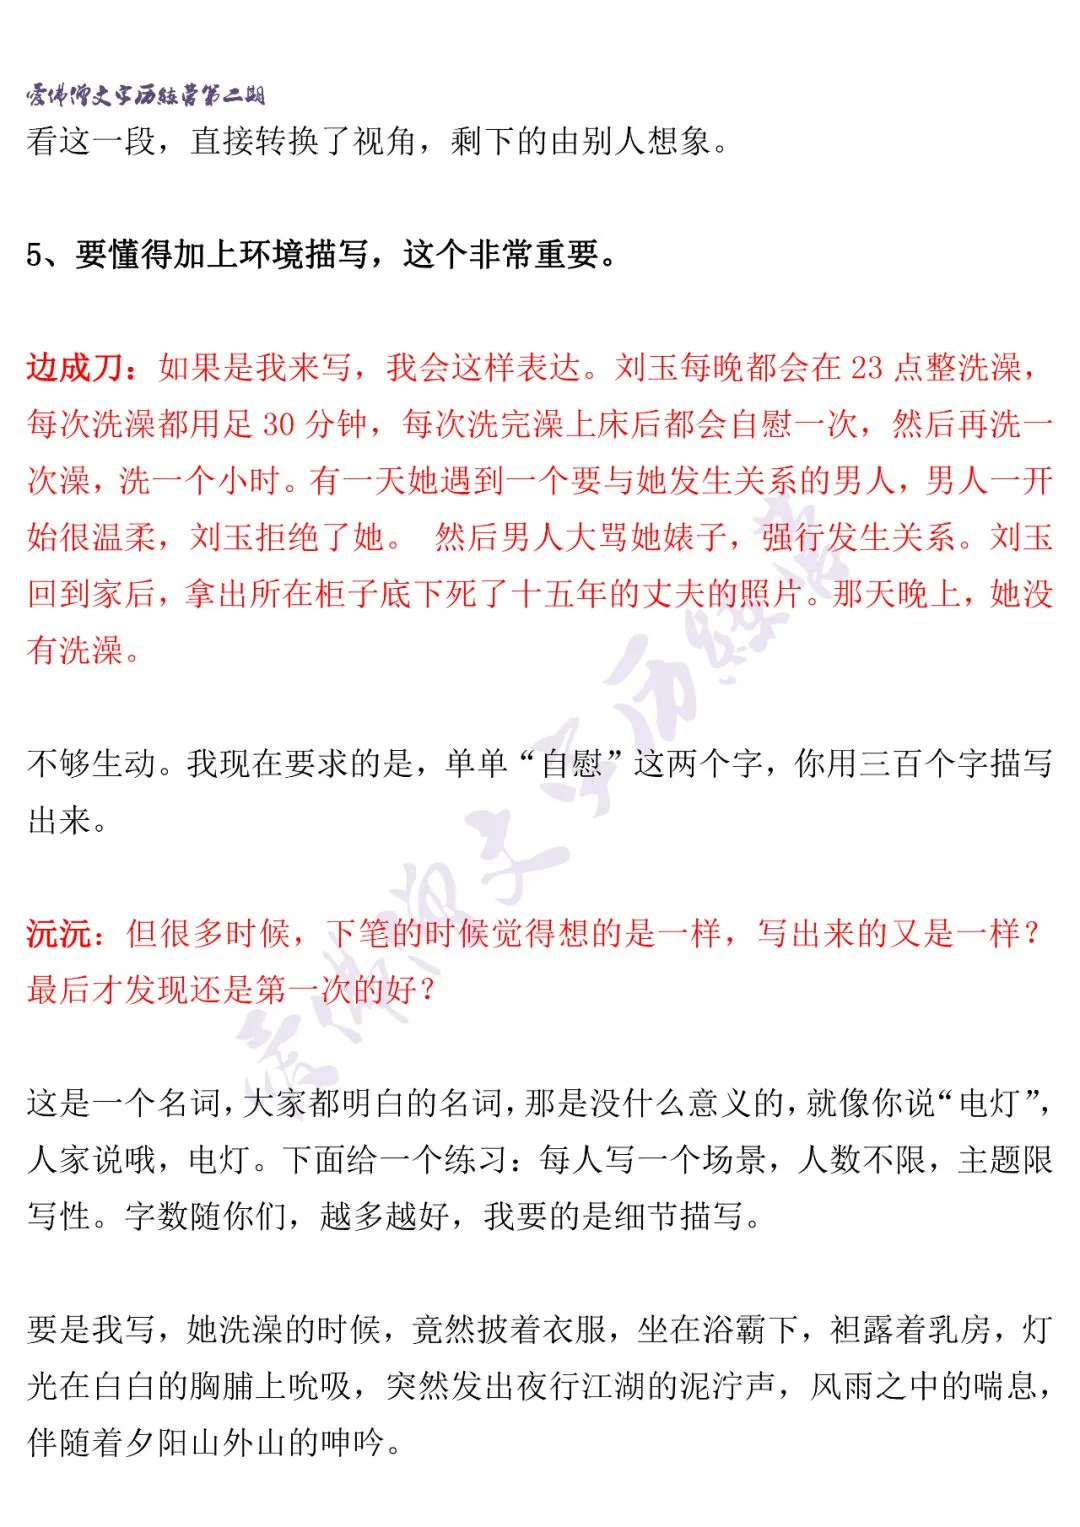 爱佛僧文字历练营第二期
看这一段，直接转换了视角，剩下的由别人想象。
5、要懂得加上环境描写，这个非常重要。
边成刀：如果是我来写，我会这样表达。刘玉每晚都会在 23 点整洗澡，
每次洗澡都用足 30 分钟，每次洗完澡上床后都会自慰一次，然后再洗一
次澡，洗一个小时。有一天她遇到一个要与她发生关系的男人，男人一开
始很温柔，刘玉拒绝了她。 然后男人大骂她婊子，强行发生关系。刘玉
回到家后，拿出所在柜子底下死了十五年的丈夫的照片。那天晚上，她没
有洗澡。
不够生动。我现在要求的是，单单“自慰”这两个字，你用三百个字描写
出来。
沅沅：但很多时候，下笔的时候觉得想的是一样，写出来的又是一样？
最后才发现还是第一次的好？
这是一个名词，大家都明白的名词，那是没什么意义的，就像你说“电灯”，
人家说哦，电灯。下面给一个练习：每人写一个场景，人数不限，主题限
写性。字数随你们，越多越好，我要的是细节描写。
要是我写，她洗澡的时候，竟然披着衣服，坐在浴霸下，袒露着乳房，灯
光在白白的胸脯上吮吸，突然发出夜行江湖的泥泞声，风雨之中的喘息，
伴随着夕阳山外山的呻吟。
爱佛僧文字历练营